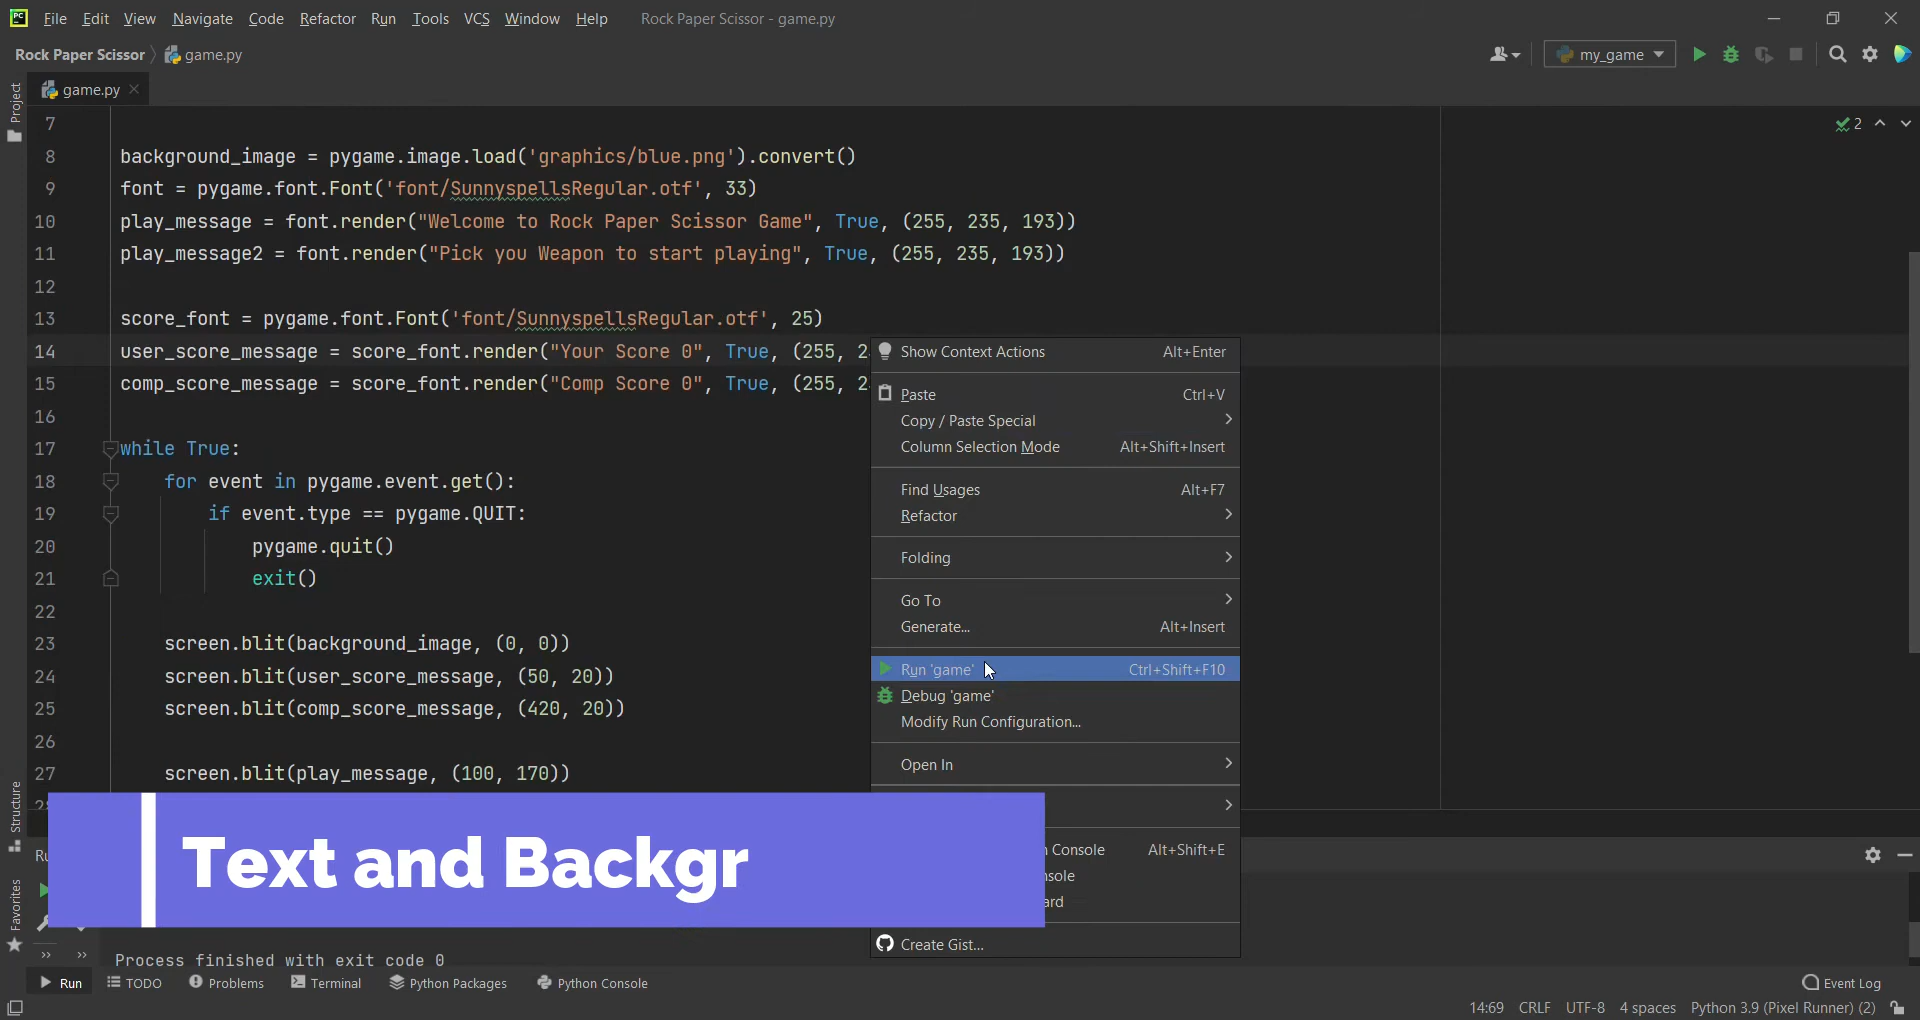 File Edit View Navigate Code Refactor Run Tools VCS Window Help Rock Paper Scissor - game.py
Rock Paper Scissor game.py my_game
Project
game.py
7
2
8 background_image = pygame.image.load('graphics/blue.png').convert()
9 font = pygame.font.Font('font/SunnyspellsRegular.otf', 33)
10 play_message = font.render("Welcome to Rock Paper Scissor Game", True, (255, 235, 193))
11 play_message2 = font.render("Pick you Weapon to start playing", True, (255, 235, 193))
12
13 score_font = pygame.font.Font('font/SunnyspellsRegular.otf', 25)
14 user_score_message = score_font.render("Your Score 0", True, (255,
15 comp_score_message = score_font.render("Comp Score 0", True, (255,
16
17 while True:
18 for event in pygame.event.get():
19 if event.type == pygame.QUIT:
20 pygame.quit()
21 exit()
22
23 screen.blit(background_image, (0, 0))
24 screen.blit(user_score_message, (50, 20))
25 screen.blit(comp_score_message, (420, 20))
26
27 screen.blit(play_message, (100, 170))
Show Context Actions Alt+Enter
Paste Ctrl+V
Copy / Paste Special
Column Selection Mode Alt+Shift+Insert
Find Usages Alt+F7
Refactor
Folding
Go To
Generate... Alt+Insert
Run 'game' Ctrl+Shift+F10
Debug 'game'
Modify Run Configuration...
Open In
Console Alt+Shift+E
Create Gist...
Structure
Favorites
Text and Backgr
Process finished with exit code 0
Run TODO Problems Terminal Python Packages Python Console Event Log
14:69 CRLF UTF-8 4 spaces Python 3.9 (Pixel Runner) (2)